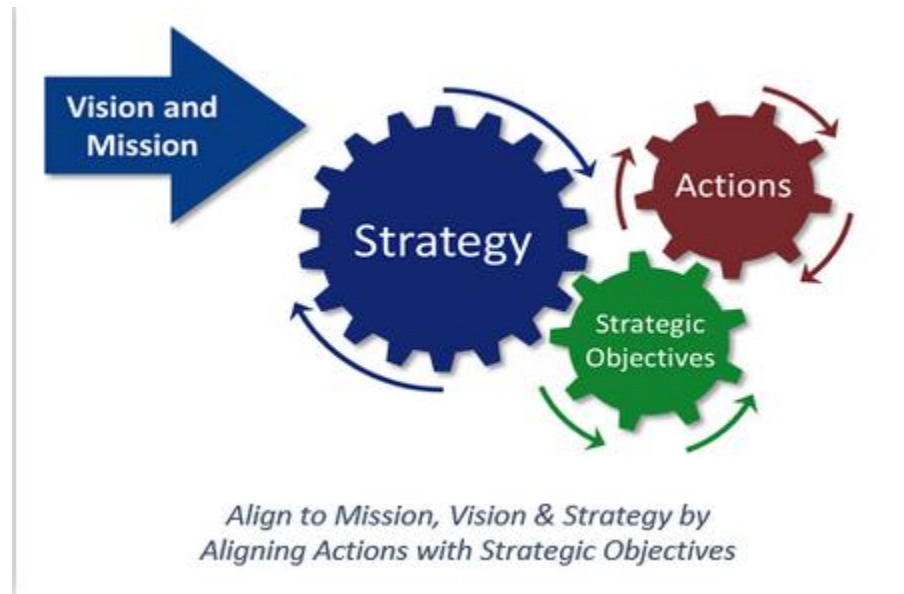 Vision and
Mission
Strategy
Actions
Strategic
Objectives
Align to Mission, Vision & Strategy by
Aligning Actions with Strategic Objectives